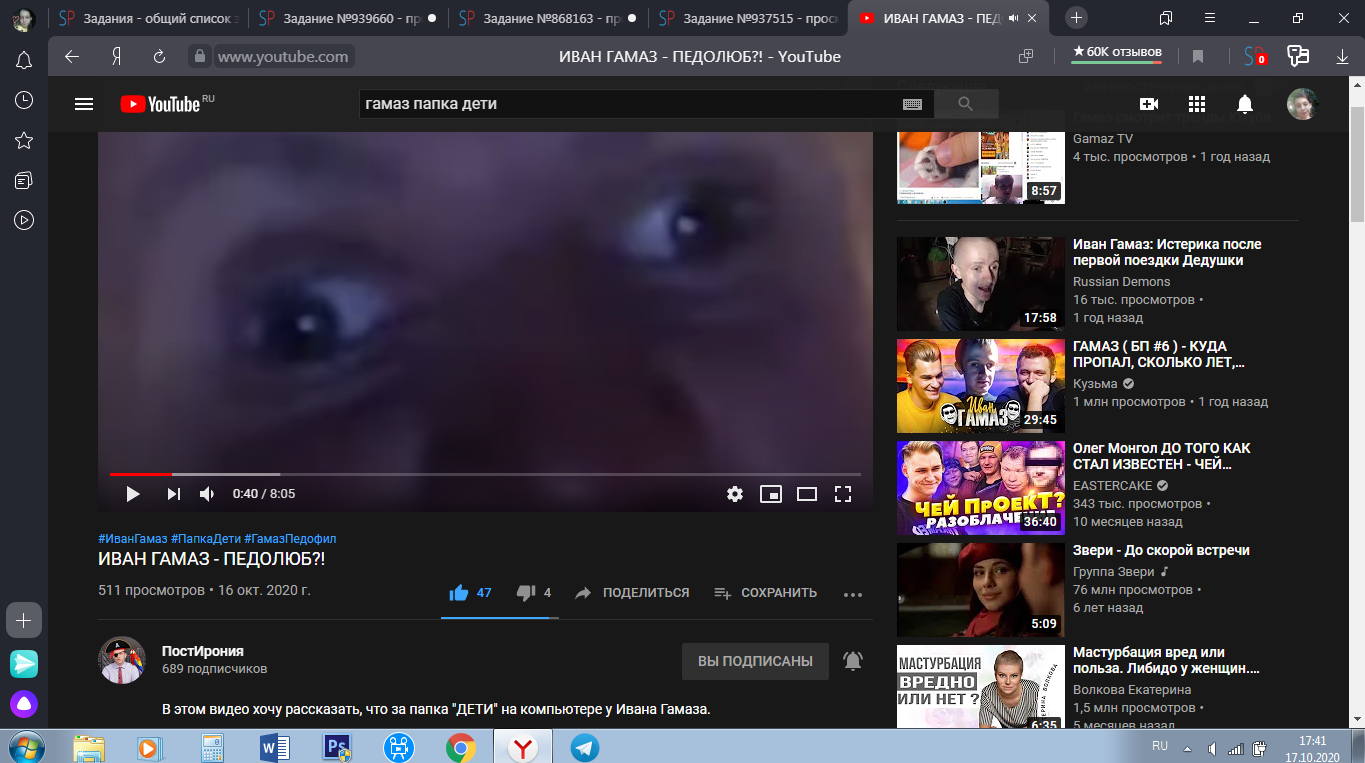 Задания - общий список з
Задание №939660 - пр
Задание №868163 - пр
Задание №937515 - прос
ИВАН ГАМАЗ - ПЕД
www.youtube.com
ИВАН ГАМАЗ - ПЕДОЛЮБ?! - YouTube
★ 60К отзывов
SP 0
YouTube RU
гамаз папка дети
Gamaz TV
4 тыс. просмотров • 1 год назад
8:57
Иван Гамаз: Истерика после
первой поездки Дедушки
Russian Demons
16 тыс. просмотров •
1 год назад
17:58
ГАМАЗ ( БП #6 ) - КУДА
ПРОПАЛ, СКОЛЬКО ЛЕТ,...
Кузьма
1 млн просмотров • 1 год назад
Иван
ГАМАЗ
29:45
Олег Монгол ДО ТОГО КАК
СТАЛ ИЗВЕСТЕН - ЧЕЙ...
EASTERCAKE
343 тыс. просмотров •
10 месяцев назад
ЧЕЙ ПРОЕКТ?
РАЗОБЛАЧЕНИЕ
36:40
Звери - До скорой встречи
Группа Звери
76 млн просмотров •
6 лет назад
5:09
Мастурбация вред или
польза. Либидо у женщин....
Волкова Екатерина
1,5 млн просмотров •
5 месяцев назад
МАСТУРБАЦИЯ
ВРЕДНО
ИЛИ НЕТ ?
ЕКАТЕРИНА ВОЛКОВА
6:35
0:40 / 8:05
#ИванГамаз #ПапкаДети #ГамазПедофил
ИВАН ГАМАЗ - ПЕДОЛЮБ?!
511 просмотров • 16 окт. 2020 г.
47
4
ПОДЕЛИТЬСЯ
СОХРАНИТЬ
ПостИрония
689 подписчиков
ВЫ ПОДПИСАНЫ
В этом видео хочу рассказать, что за папка "ДЕТИ" на компьютере у Ивана Гамаза.
RU
17:41
17.10.2020